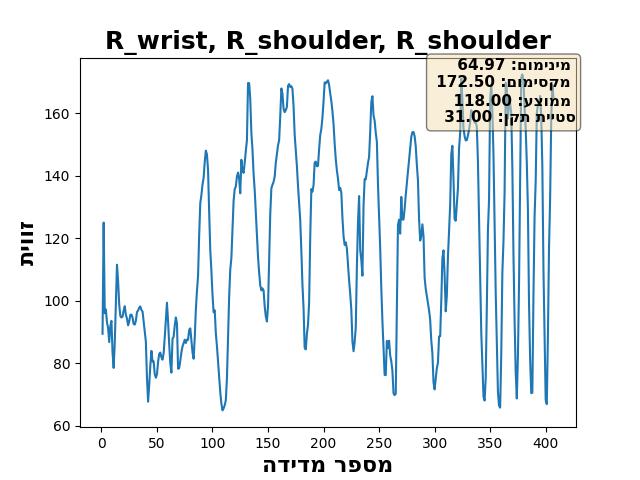 R_wrist, R_shoulder, R_shoulder
מינימום: 64.97
מקסימום: 172.50
ממוצע: 118.00
סטיית תקן: 31.00
זווית
160
140
120
100
80
60
0 50 100 150 200 250 300 350 400
מספר מדידה